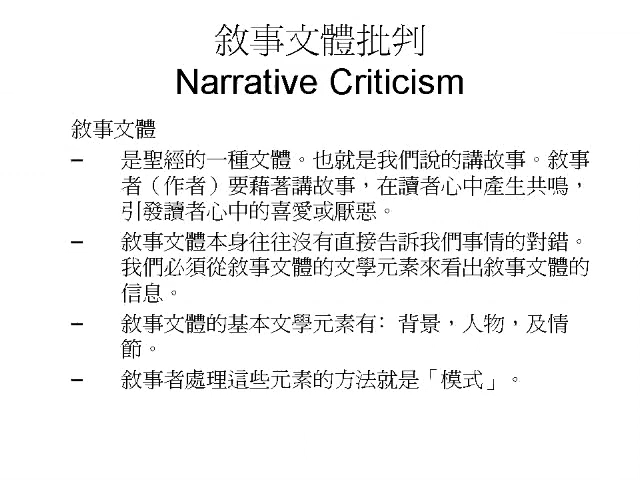 敘事文體批判
Narrative Criticism
敘事文體
– 是聖經的一種文體。也就是我們說的講故事。敘事
者（作者）要藉著講故事，在讀者心中產生共鳴，
引發讀者心中的喜愛或厭惡。
– 敘事文體本身往往沒有直接告訴我們事情的對錯。
我們必須從敘事文體的文學元素來看出敘事文體的
信息。
– 敘事文體的基本文學元素有: 背景，人物，及情
節。
– 敘事者處理這些元素的方法就是「模式」。